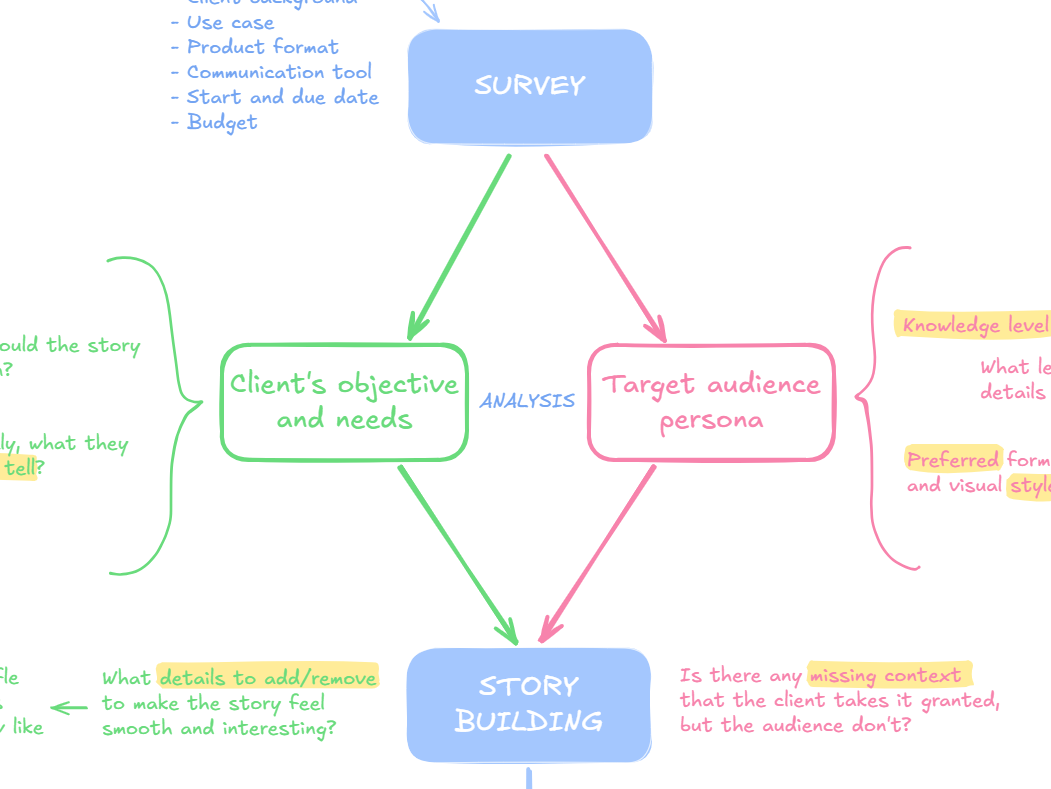 - Use case
- Product format
- Communication tool
- Start and due date
- Budget
SURVEY
ould the story
?
ly, what they
tell?
Client's objective
and needs
ANALYSIS
Target audience
persona
Knowledge level
What le
details
Preferred form
and visual style
fle
y like
What details to add/remove
to make the story feel
smooth and interesting?
STORY
BUILDING
Is there any missing context
that the client takes it granted,
but the audience don't?